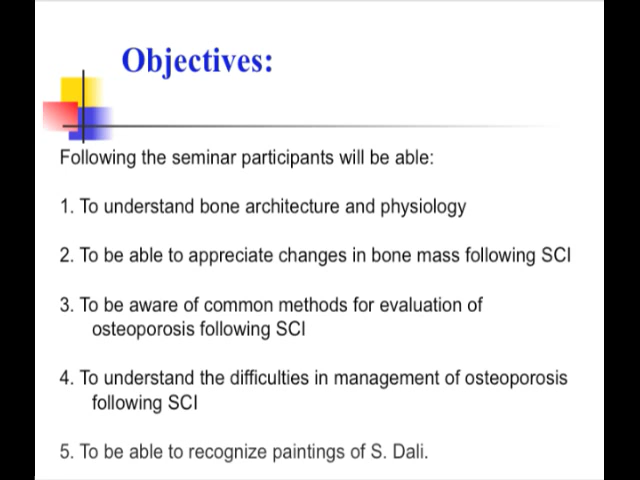 Objectives:
Following the seminar participants will be able:
1. To understand bone architecture and physiology
2. To be able to appreciate changes in bone mass following SCI
3. To be aware of common methods for evaluation of
osteoporosis following SCI
4. To understand the difficulties in management of osteoporosis
following SCI
5. To be able to recognize paintings of S. Dali.